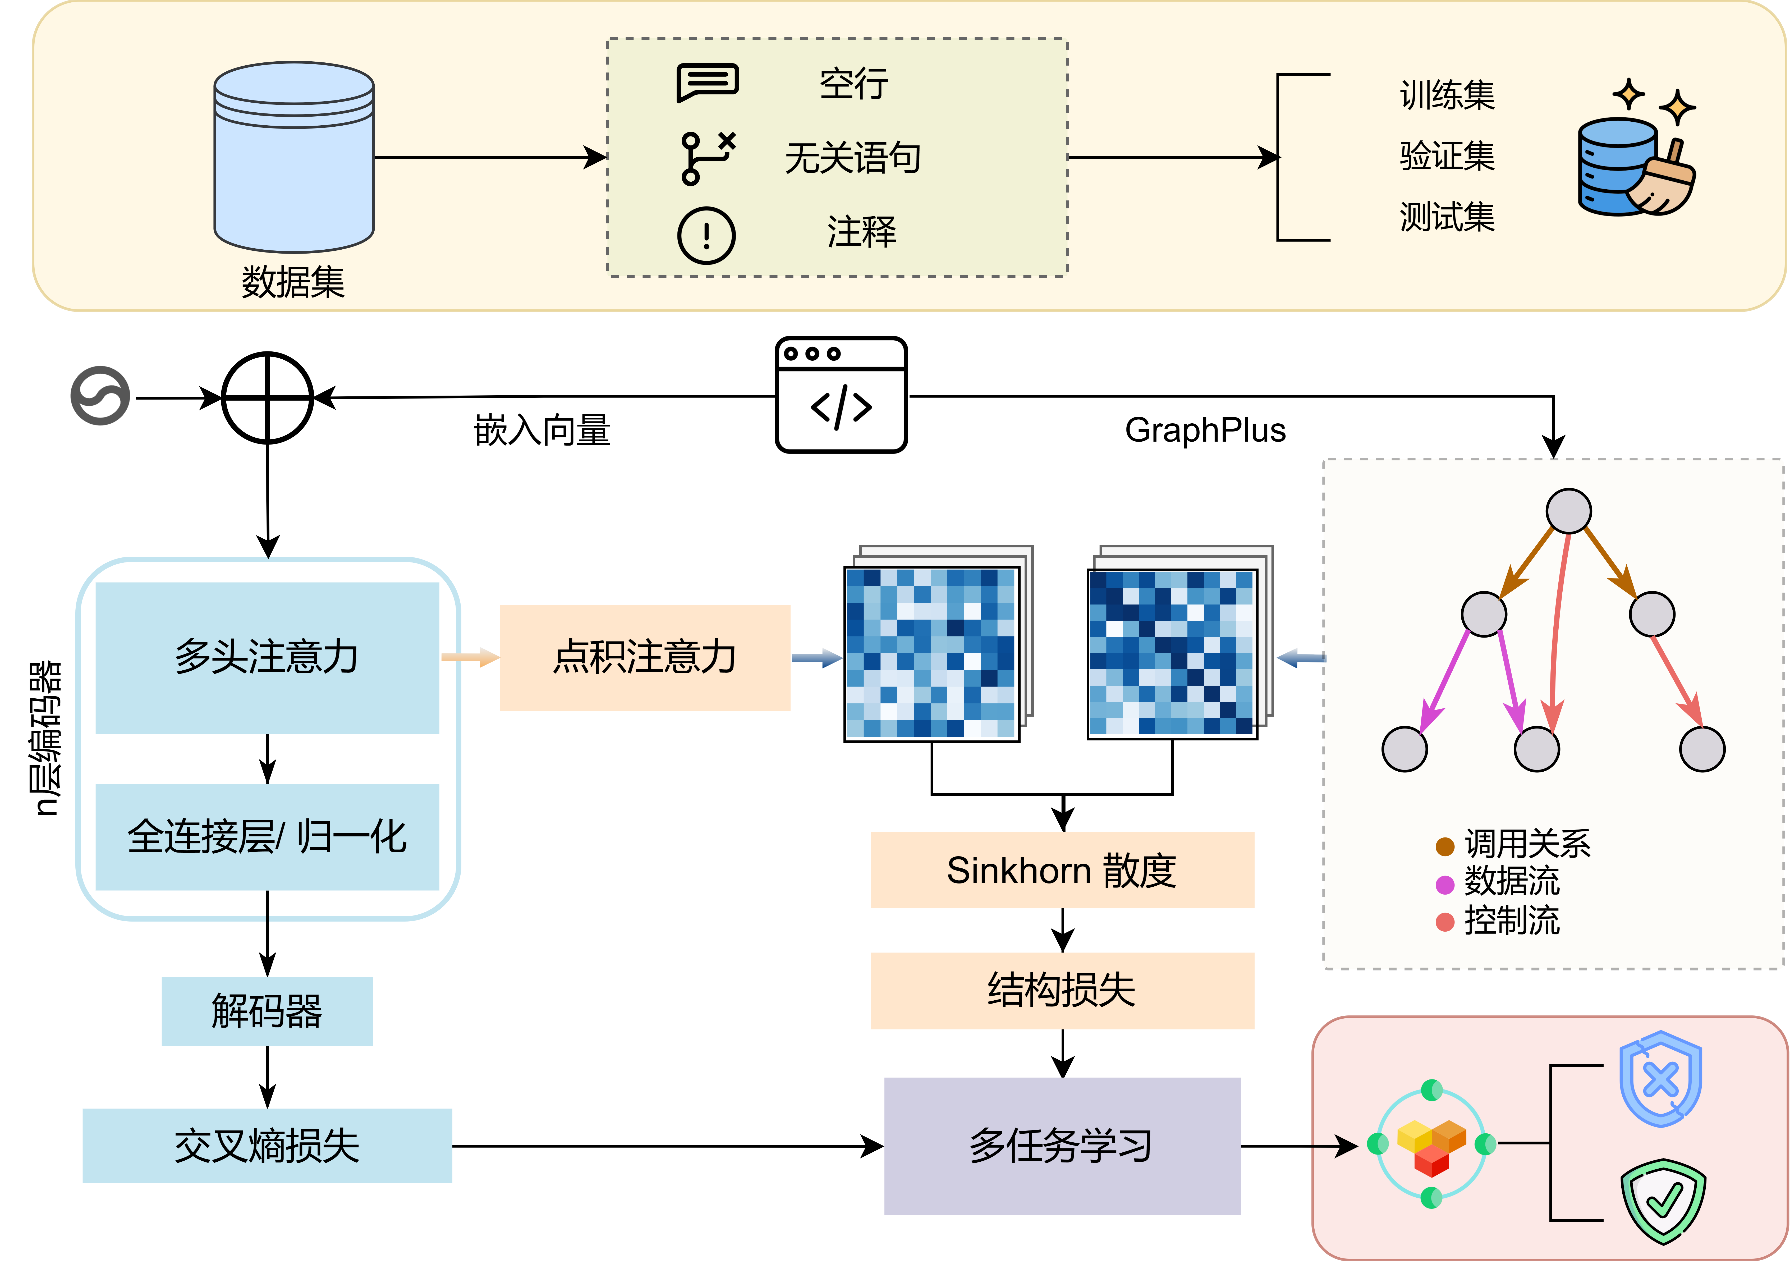 空行
无关语句
注释
数据集
训练集
验证集
测试集
嵌入向量
GraphPlus
n层编码器
多头注意力
点积注意力
全连接层/ 归一化
解码器
交叉熵损失
Sinkhorn 散度
结构损失
多任务学习
调用关系
数据流
控制流